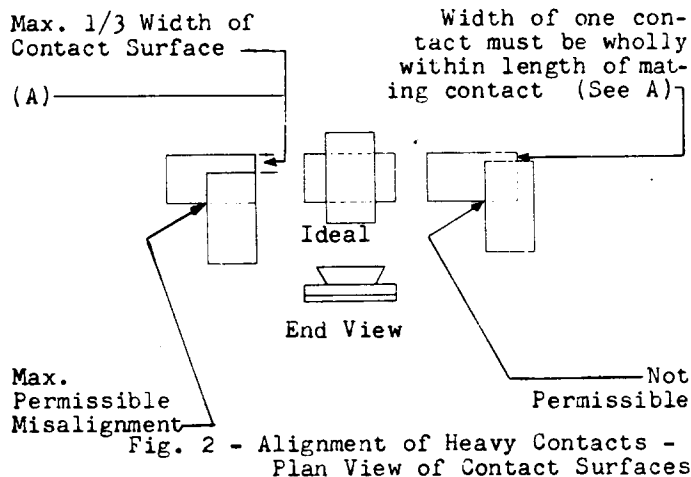 Max. 1/3 Width of
Contact Surface
(A)
Width of one con-
tact must be wholly
within length of mat-
ing contact (See A)
Ideal
End View
Max.
Permissible
Misalignment
Not
Permissible
Fig. 2 - Alignment of Heavy Contacts -
Plan View of Contact Surfaces